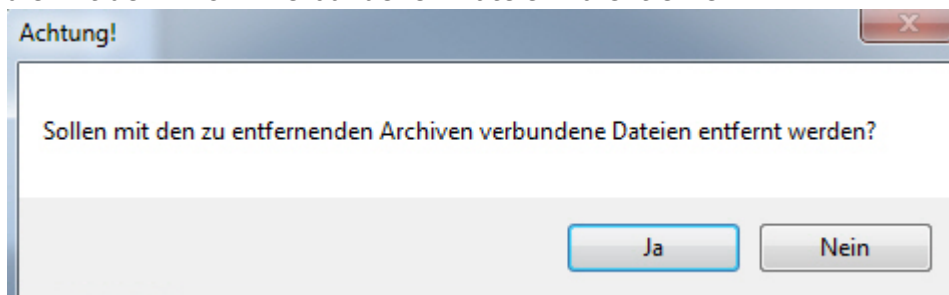 Achtung!
Sollen mit den zu entfernenden Archiven verbundene Dateien entfernt werden?
Ja
Nein